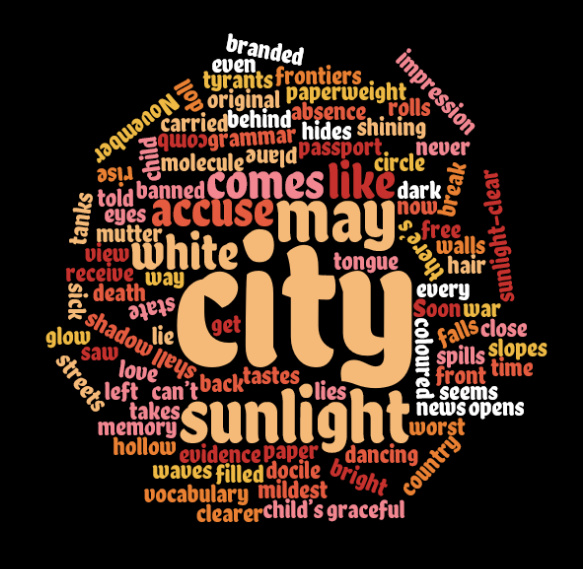 branded
even
impression
tyrants frontiers
doll
original paperweight
November
absence rolls
carried behind
hides shining
comb grammar
child
passport never
molecule plane
circle
rise
break
told banned comes like dark
sunlight-clear
tanks
eyes accuse may now
free
mutter
there's
walls
view white
tongue
hair
receive way
city
every
sick death
state
get
Soon war
glow
shadow
lie
coloured
falls close
saw
shall
spills slopes
streets
love
back tastes
front time
left can't
lies
seems
takes
sunlight
news opens
memory
worst
hollow
evidence paper
dancing
country
waves filled docile
bright
vocabulary mildest
clearer child's graceful